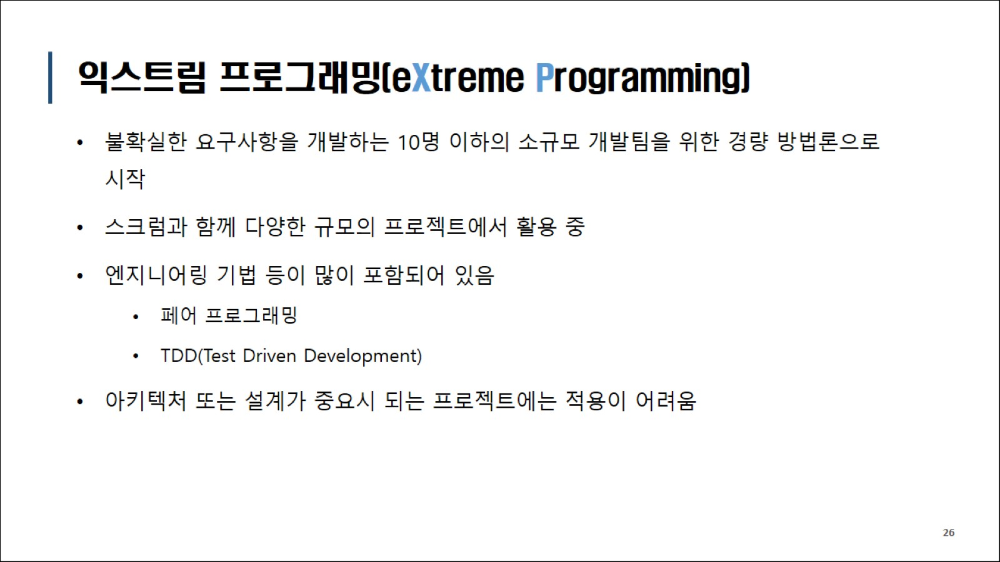 익스트림 프로그래밍(eXtreme Programming)
• 불확실한 요구사항을 개발하는 10명 이하의 소규모 개발팀을 위한 경량 방법론으로
시작
• 스크럼과 함께 다양한 규모의 프로젝트에서 활용 중
• 엔지니어링 기법 등이 많이 포함되어 있음
• 페어 프로그래밍
• TDD(Test Driven Development)
• 아키텍처 또는 설계가 중요시 되는 프로젝트에는 적용이 어려움
26